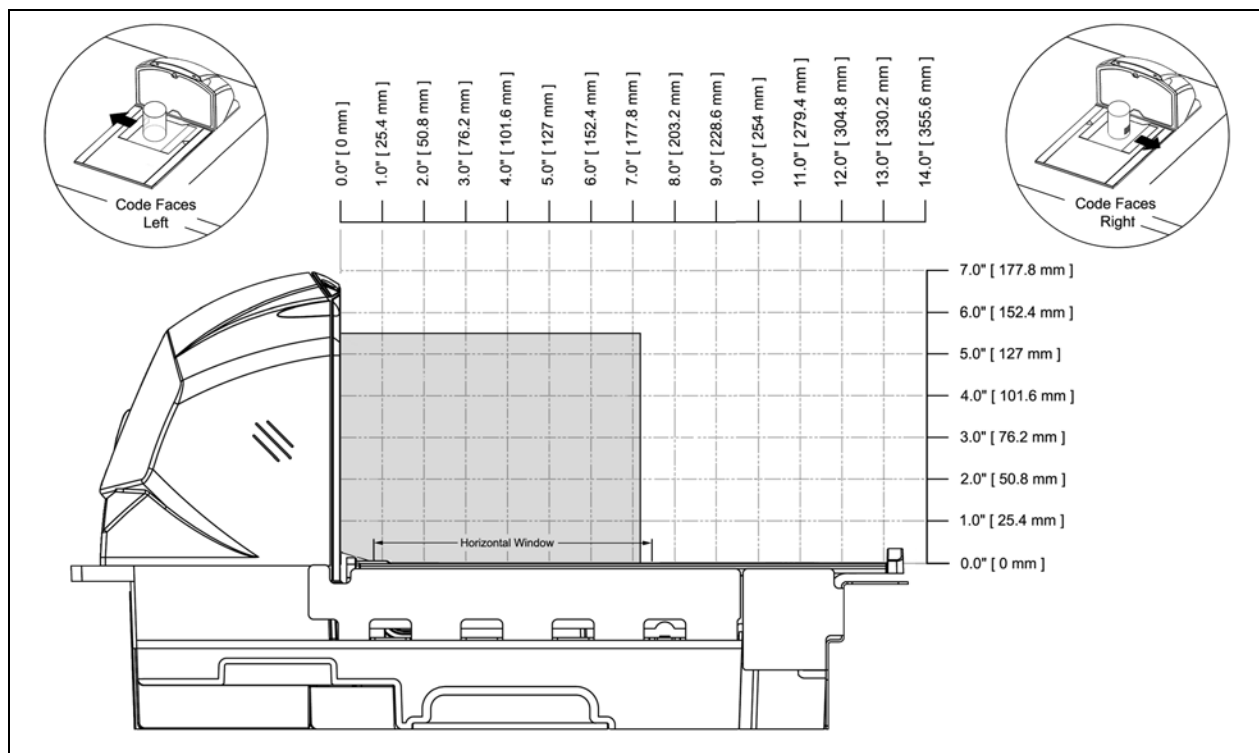 Code Faces
Left
0.0" [ 0 mm ]
1.0" [ 25.4 mm ]
2.0" [ 50.8 mm ]
3.0" [ 76.2 mm ]
4.0" [ 101.6 mm ]
5.0" [ 127 mm ]
6.0" [ 152.4 mm ]
7.0" [ 177.8 mm ]
8.0" [ 203.2 mm ]
9.0" [ 228.6 mm ]
10.0" [ 254 mm ]
11.0" [ 279.4 mm ]
12.0" [ 304.8 mm ]
13.0" [ 330.2 mm ]
14.0" [ 355.6 mm ]
Code Faces
Right
7.0" [ 177.8 mm ]
6.0" [ 152.4 mm ]
5.0" [ 127 mm ]
4.0" [ 101.6 mm ]
3.0" [ 76.2 mm ]
2.0" [ 50.8 mm ]
1.0" [ 25.4 mm ]
0.0" [ 0 mm ]
Horizontal Window